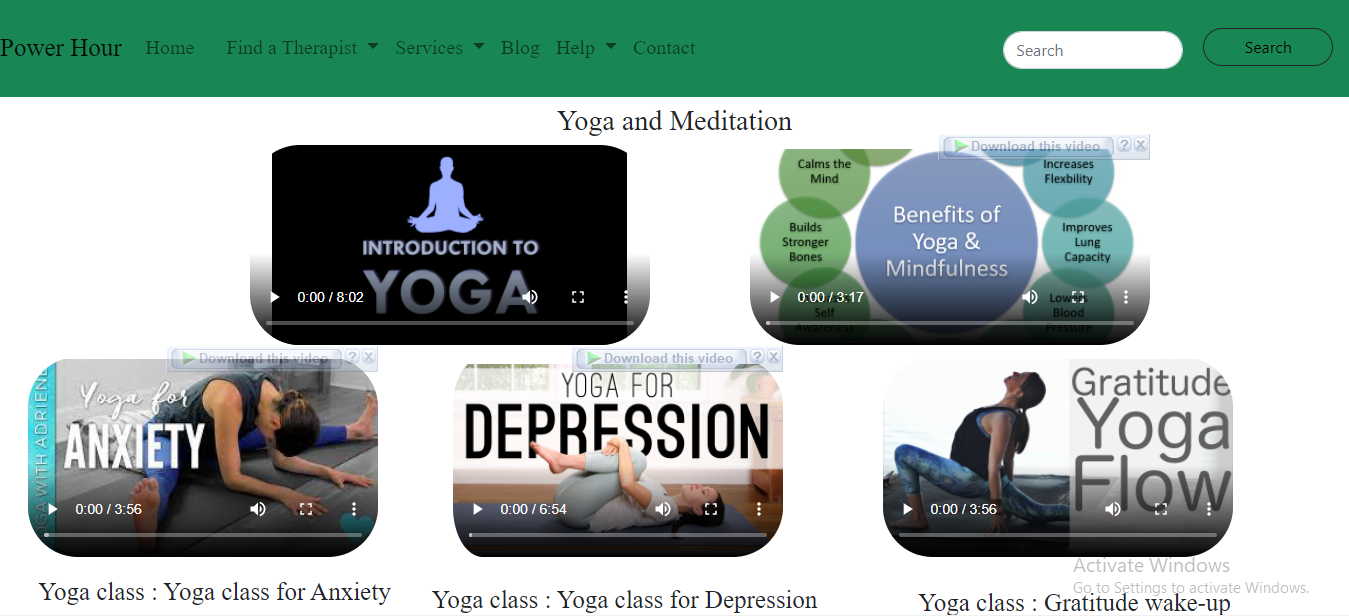 Power Hour Home Find a Therapist Services Blog Help Contact Search Search
Yoga and Meditation
INTRODUCTION TO
YOGA
0:00 / 8:02
Download this video ? X
Calms the
Mind
Increases
Flexbility
Benefits of
Yoga &
Mindfulness
Builds
Stronger
Bones
Improves
Lung
Capacity
Self
Awareness
Lowers
Blood
Pressure
0:00 / 3:17
Download this video ? X
YOGA WITH ADRIENE
Yoga for
ANXIETY
0:00 / 3:56
Download this video ? X
YOGA FOR
DEPRESSION
0:00 / 6:54
Gratitude
Yoga
Flow
0:00 / 3:56
Activate Windows
Go to Settings to activate Windows.
Yoga class : Yoga class for Anxiety
Yoga class : Yoga class for Depression
Yoga class : Gratitude wake-up